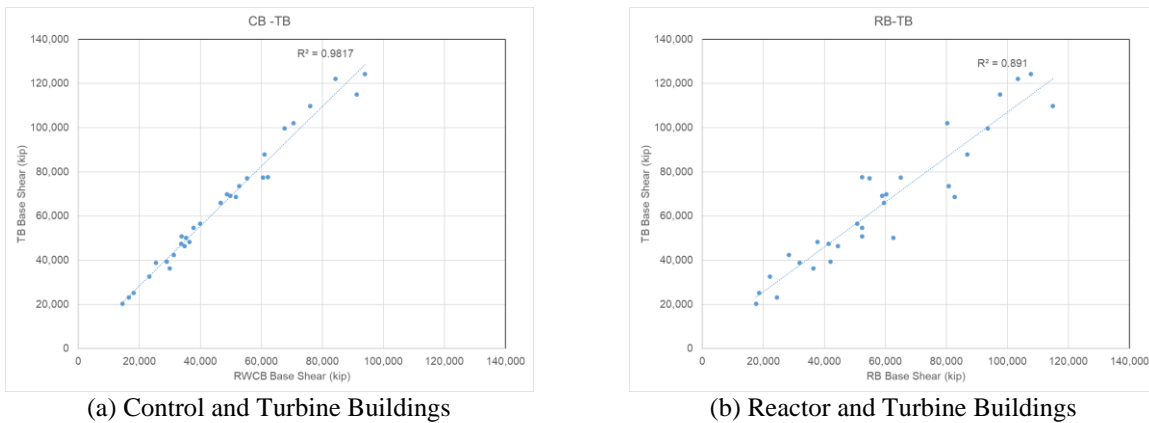 CB -TB
140,000
R² = 0.9817
120,000
100,000
80,000
60,000
40,000
20,000
0
TB Base Shear (kip)
0 20,000 40,000 60,000 80,000 100,000 120,000 140,000
RWCB Base Shear (kip)
(a) Control and Turbine Buildings
RB-TB
140,000
R² = 0.891
120,000
100,000
80,000
60,000
40,000
20,000
0
TB Base Shear (kip)
0 20,000 40,000 60,000 80,000 100,000 120,000 140,000
RB Base Shear (kip)
(b) Reactor and Turbine Buildings